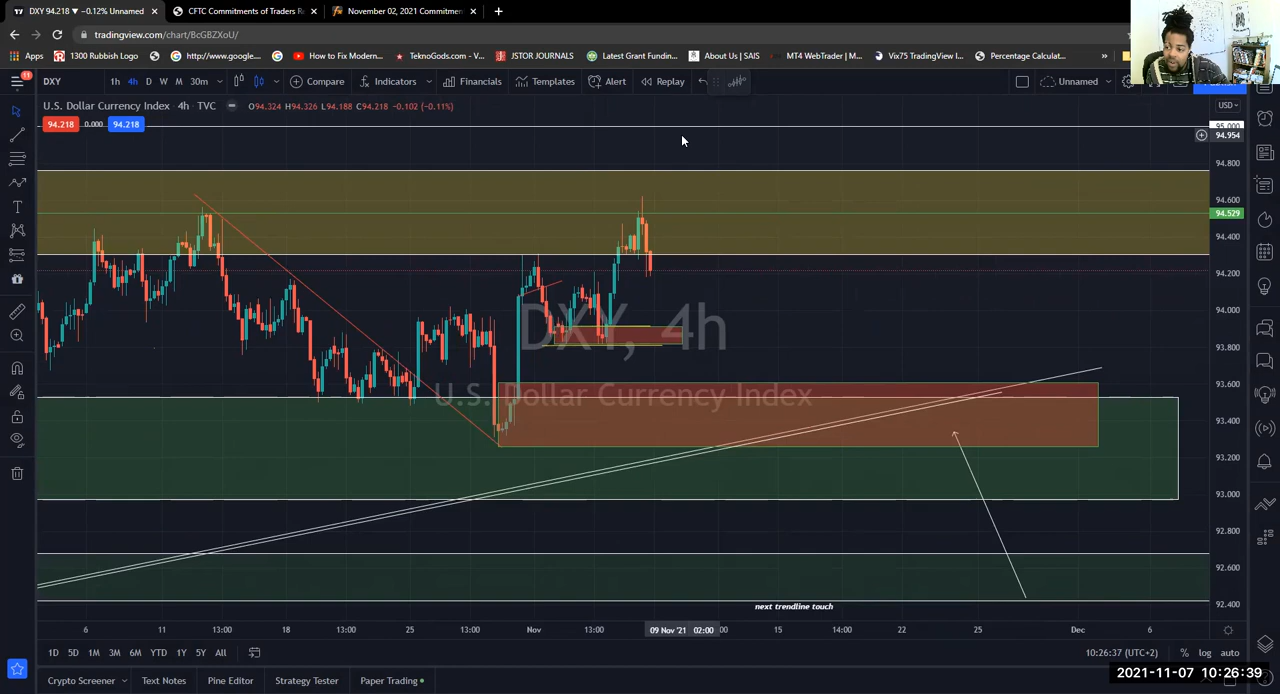 DXY 94.218 ▼ −0.12% Unnamed
CFTC Commitments of Traders Re
November 02, 2021 Commitment
tradingview.com/chart/BcGBZXoU/
Apps
1300 Rubbish Logo
http://www.google....
How to Fix Modern...
TeknoGods.com - V...
JSTOR JOURNALS
Latest Grant Fundin...
About Us | SAIS
MT4 WebTrader | M...
Vix75 TradingView I...
Percentage Calculat...
11
DXY
1h
4h
D
W
M
30m
Compare
Indicators
Financials
Templates
Alert
Replay
Unnamed
U.S. Dollar Currency Index · 4h · TVC
O94.324 H94.326 L94.188 C94.218 −0.102 (−0.11%)
USD
94.218
0.000
94.218
95.000
94.954
94.800
94.600
94.529
94.400
94.200
94.000
93.800
93.600
93.400
93.200
93.000
92.800
92.600
92.400
DXY, 4h
U.S. Dollar Currency Index
next trendline touch
6
11
13:00
18
13:00
25
13:00
Nov
13:00
09 Nov '21 02:00
:00
15
14:00
22
25
Dec
6
1D
5D
1M
3M
6M
YTD
1Y
5Y
All
10:26:37 (UTC+2)
%
log
auto
2021-11-07 10:26:39
Crypto Screener
Text Notes
Pine Editor
Strategy Tester
Paper Trading